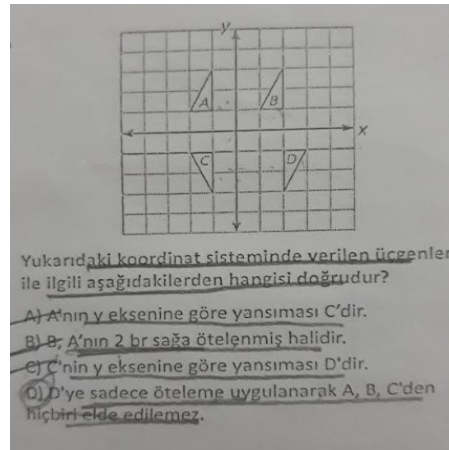 y
A
B
x
C
D
Yukarıdaki koordinat sisteminde verilen üçgenler
ile ilgili aşağıdakilerden hangisi doğrudur?
A) A'nın y eksenine göre yansıması C'dir.
B) B, A'nın 2 br sağa ötelenmiş halidir.
C) C'nin y eksenine göre yansıması D'dir.
D) D'ye sadece öteleme uygulanarak A, B, C'den
hiçbiri elde edilemez.